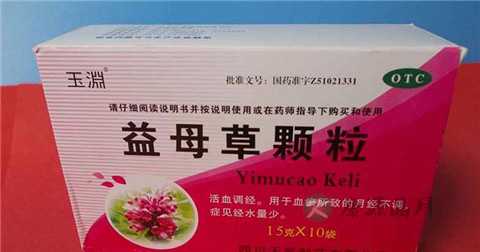 玉淵
批准文号：国药准字Z51021331
OTC
请仔细阅读说明书并按说明使用或在药师指导下购买和使用
益母草颗粒
Yimucao Keli
活血调经。用于血瘀所致的月经不调,
症见经水量少。
15克X10袋